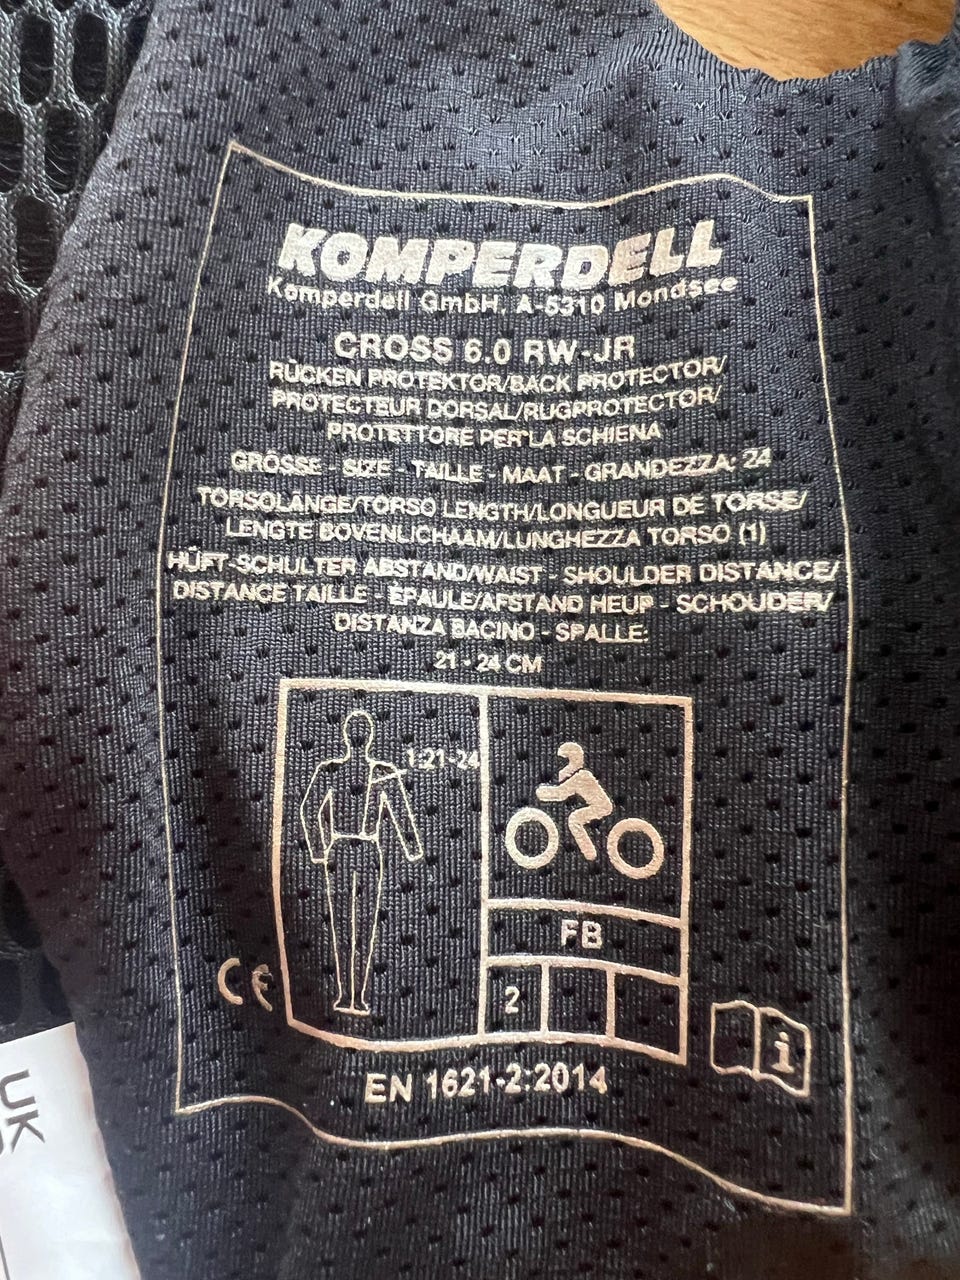 KOMPERDELL
Komperdell GmbH, A-5310 Mondsee
CROSS 6.0 RW-JR
RÜCKEN PROTEKTOR/BACK PROTECTOR/
PROTECTEUR DORSAL/RUGPROTECTOR/
PROTETTORE PER LA SCHIENA
GRÖSSE - SIZE - TAILLE - MAAT - GRANDEZZA: 24
TORSOLÄNGE/TORSO LENGTH/LONGUEUR DE TORSE/
LENGTE BOVENLICHAAM/LUNGHEZZA TORSO (1)
HÜFT-SCHULTER ABSTAND/WAIST - SHOULDER DISTANCE/
DISTANCE TAILLE - EPAULE/AFSTAND HEUP - SCHOUDER/
DISTANZA BACINO - SPALLE:
21 - 24 CM
1:21-24
FB
2
CE
i
EN 1621-2:2014
UK